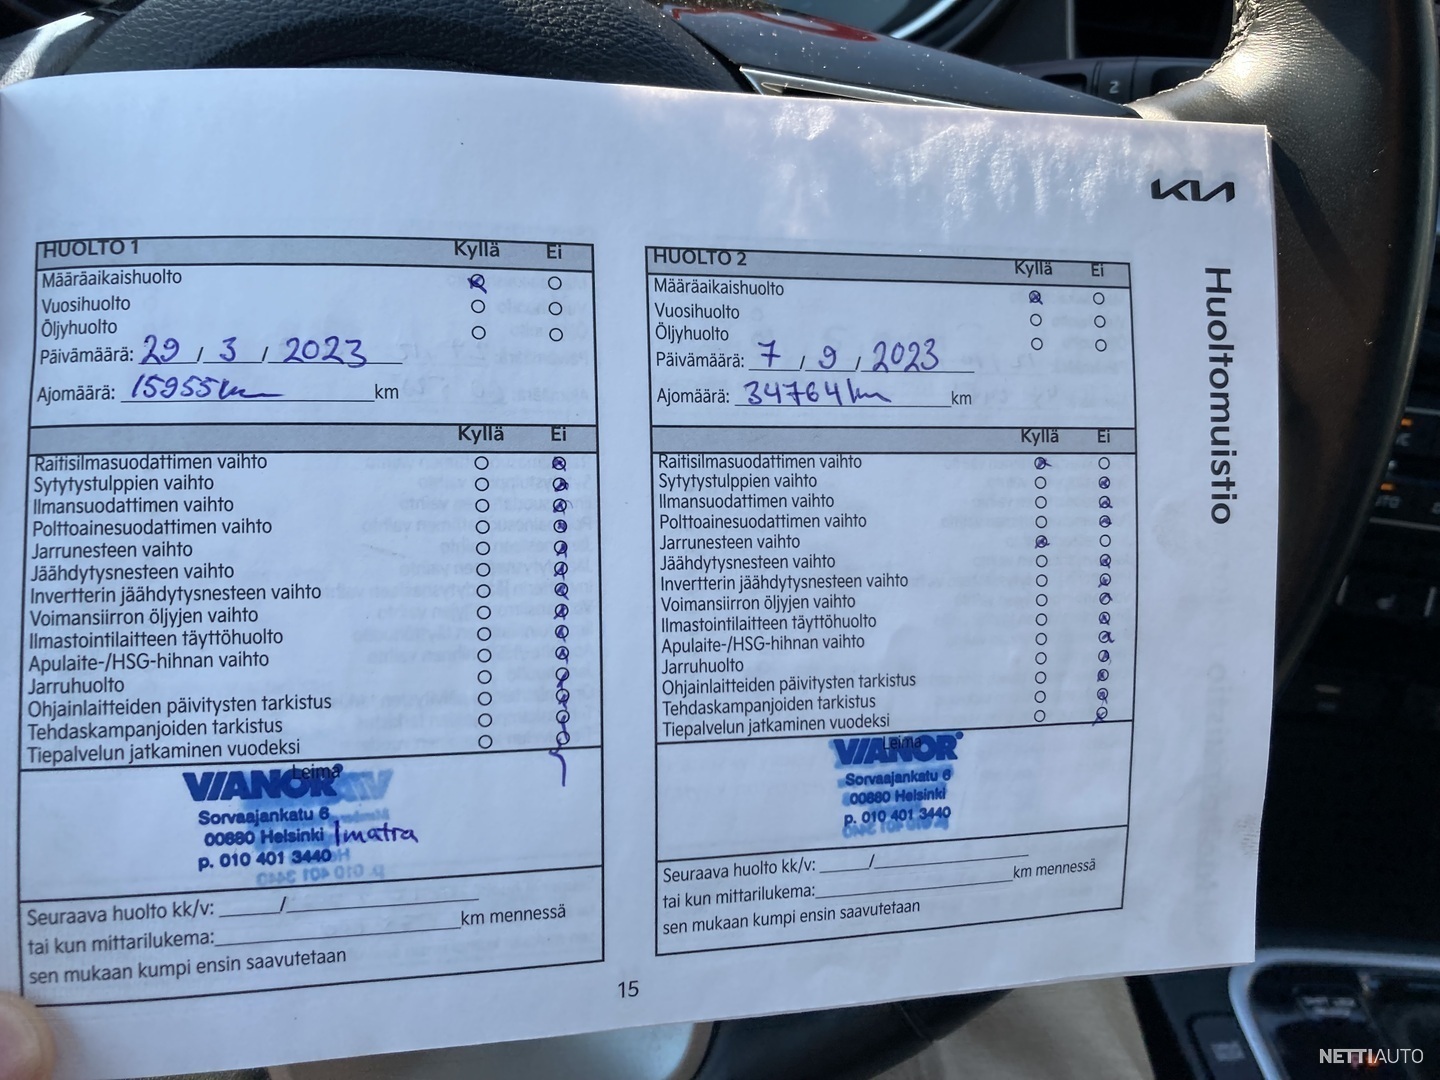 KIA
Huoltomuistio
HUOLTO 1 Kyllä Ei
Määräaikaishuolto
Vuosihuolto
Öljyhuolto
Päivämäärä: 29 / 3 / 2023
Ajomäärä: 15955km km
Kyllä Ei
Raitisilmasuodattimen vaihto
Sytytystulppien vaihto
Ilmansuodattimen vaihto
Polttoainesuodattimen vaihto
Jarrunesteen vaihto
Jäähdytysnesteen vaihto
Invertterin jäähdytysnesteen vaihto
Voimansiirron öljyjen vaihto
Ilmastointilaitteen täyttöhuolto
Apulaite-/HSG-hihnan vaihto
Jarruhuolto
Ohjainlaitteiden päivitysten tarkistus
Tehdaskampanjoiden tarkistus
Tiepalvelun jatkaminen vuodeksi
Leima
VIANOR
Sorvaajankatu 6
00880 Helsinki Imatra
p. 010 401 3440
Seuraava huolto kk/v: ______/______
tai kun mittarilukema:______km mennessä
sen mukaan kumpi ensin saavutetaan
HUOLTO 2 Kyllä Ei
Määräaikaishuolto
Vuosihuolto
Öljyhuolto
Päivämäärä: 7 / 9 / 2023
Ajomäärä: 34764km km
Kyllä Ei
Raitisilmasuodattimen vaihto
Sytytystulppien vaihto
Ilmansuodattimen vaihto
Polttoainesuodattimen vaihto
Jarrunesteen vaihto
Jäähdytysnesteen vaihto
Invertterin jäähdytysnesteen vaihto
Voimansiirron öljyjen vaihto
Ilmastointilaitteen täyttöhuolto
Apulaite-/HSG-hihnan vaihto
Jarruhuolto
Ohjainlaitteiden päivitysten tarkistus
Tehdaskampanjoiden tarkistus
Tiepalvelun jatkaminen vuodeksi
Leima
VIANOR
Sorvaajankatu 6
00880 Helsinki
p. 010 401 3440
Seuraava huolto kk/v: ______/______
tai kun mittarilukema:______km mennessä
sen mukaan kumpi ensin saavutetaan
15
2
NETTIAUTO